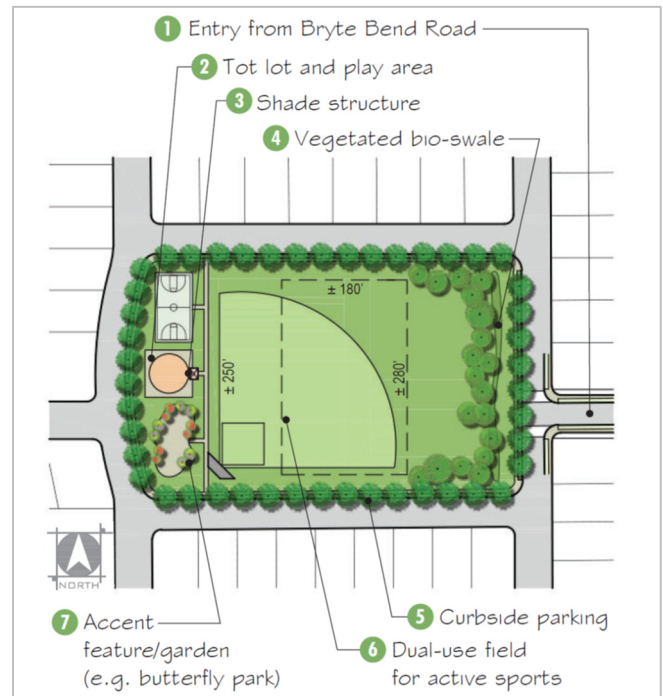 1 Entry from Bryte Bend Road
2 Tot lot and play area
3 Shade structure
4 Vegetated bio-swale
± 180'
± 250'
± 280'
NORTH
5 Curbside parking
6 Dual-use field
for active sports
7 Accent
feature/garden
(e.g. butterfly park)